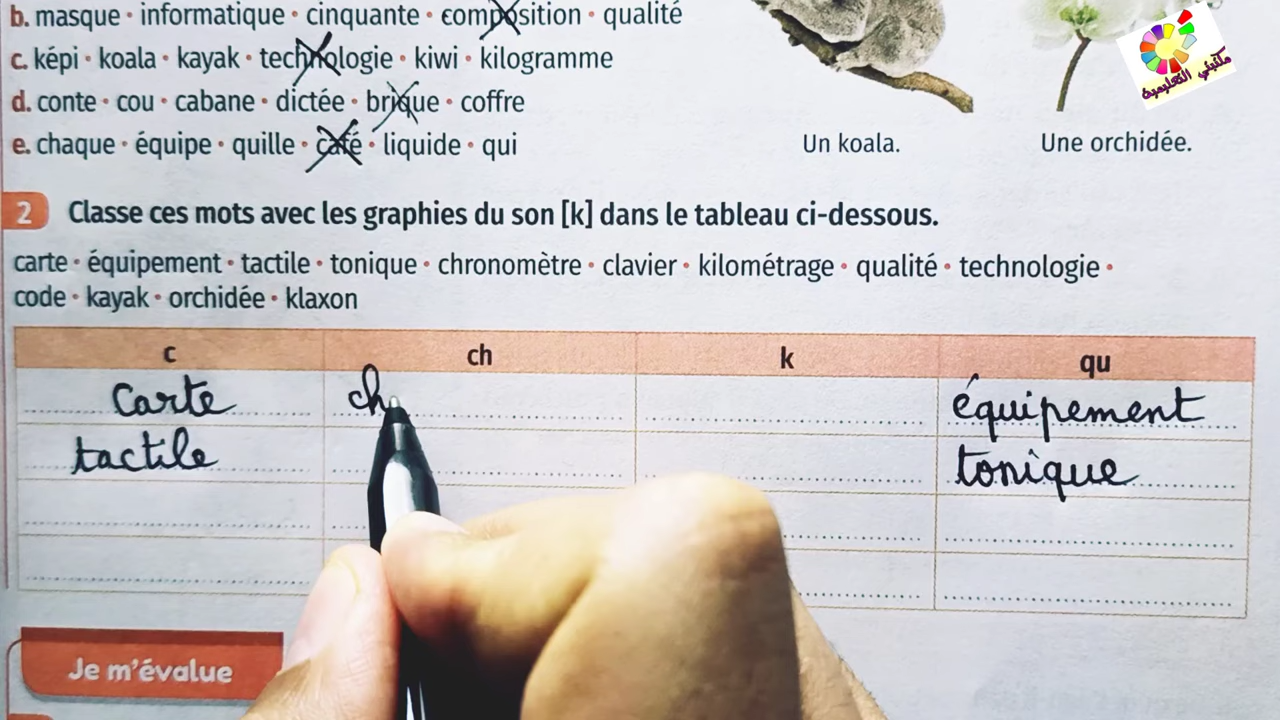 b. masque • informatique • cinquante • composition • qualité
c. képi • koala • kayak • technologie • kiwi • kilogramme
d. conte • cou • cabane • dictée • brique • coffre
e. chaque • équipe • quille • café • liquide • qui
Un koala.
Une orchidée.
مكتبتي التعليمية
2 Classe ces mots avec les graphies du son [k] dans le tableau ci-dessous.
carte • équipement • tactile • tonique • chronomètre • clavier • kilométrage • qualité • technologie •
code • kayak • orchidée • klaxon
c ch k qu
Carte ch équipement
tactile tonique
Je m'évalue